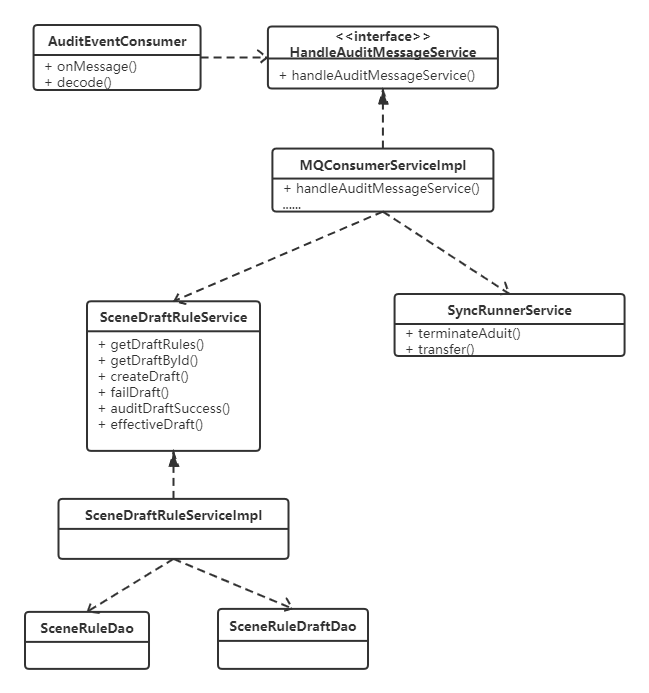 AuditEventConsumer
+ onMessage()
+ decode()
<<interface>>
HandleAuditMessageService
+ handleAuditMessageService()
MQConsumerServiceImpl
+ handleAuditMessageService()
......
SceneDraftRuleService
+ getDraftRules()
+ getDraftById()
+ createDraft()
+ failDraft()
+ auditDraftSuccess()
+ effectiveDraft()
SyncRunnerService
+ terminateAduit()
+ transfer()
SceneDraftRuleServiceImpl
SceneRuleDao
SceneRuleDraftDao